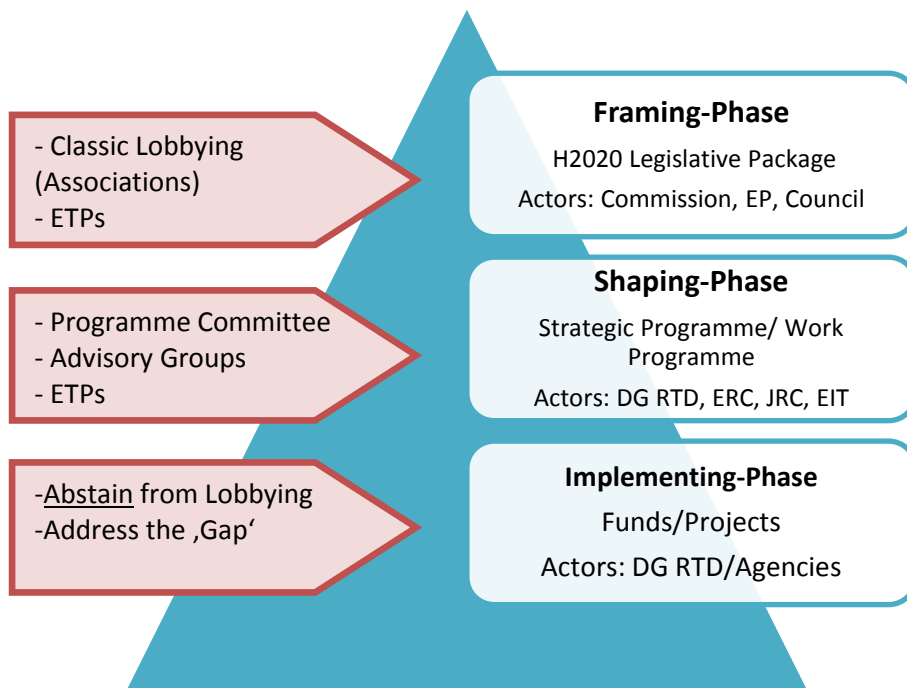 - Classic Lobbying
(Associations)
- ETPs
Framing-Phase
H2020 Legislative Package
Actors: Commission, EP, Council
- Programme Committee
- Advisory Groups
- ETPs
Shaping-Phase
Strategic Programme/ Work
Programme
Actors: DG RTD, ERC, JRC, EIT
-Abstain from Lobbying
-Address the ‚Gap‘
Implementing-Phase
Funds/Projects
Actors: DG RTD/Agencies